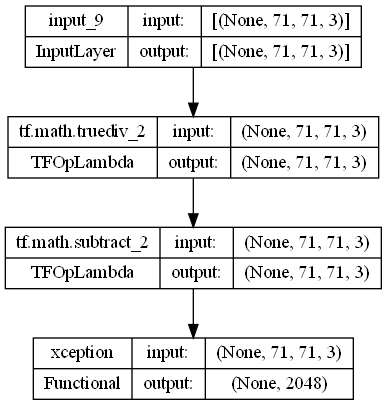 input_9 input: [(None, 71, 71, 3)]
InputLayer output: [(None, 71, 71, 3)]
tf.math.truediv_2 input: (None, 71, 71, 3)
TFOpLambda output: (None, 71, 71, 3)
tf.math.subtract_2 input: (None, 71, 71, 3)
TFOpLambda output: (None, 71, 71, 3)
xception input: (None, 71, 71, 3)
Functional output: (None, 2048)